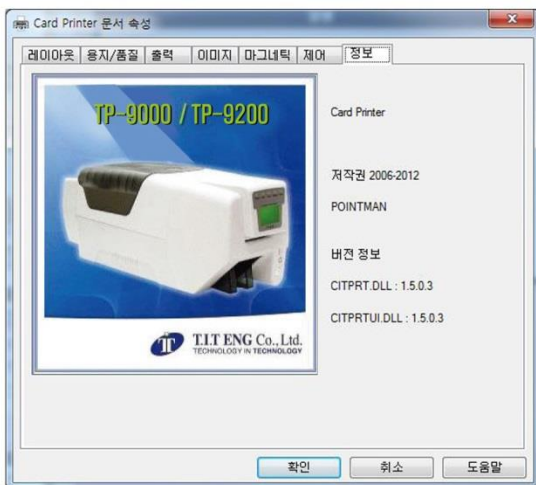 Card Printer 문서 속성
레이아웃 용지/품질 출력 이미지 마그네틱 제어 정보
TP-9000 / TP-9200
Card Printer
저작권 2006-2012
POINTMAN
버전 정보
CITPRT.DLL : 1.5.0.3
CITPRTUI.DLL : 1.5.0.3
T.I.T ENG Co., Ltd.
TECHNOLOGY IN TECHNOLOGY
확인 취소 도움말